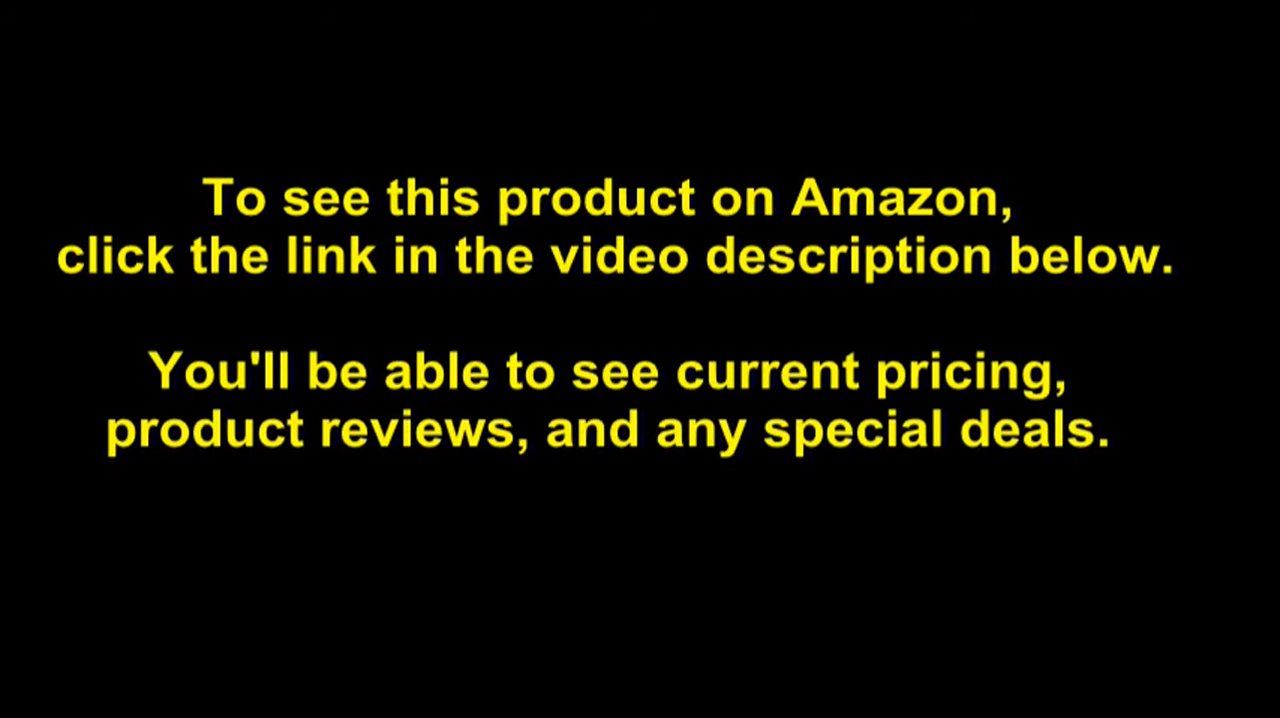 To see this product on Amazon,
click the link in the video description below.
You'll be able to see current pricing,
product reviews, and any special deals.